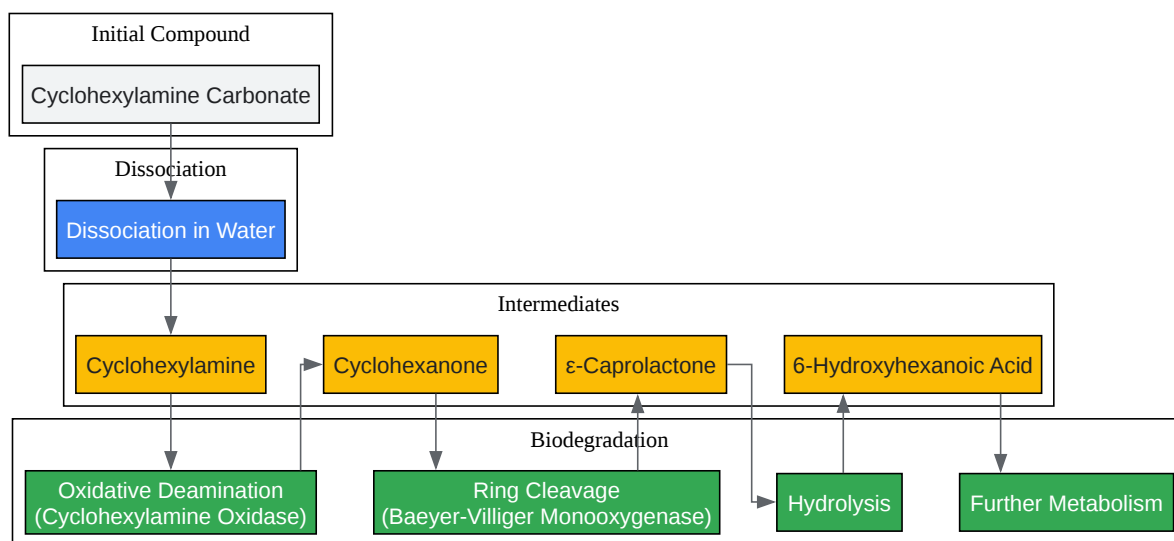 Initial Compound
Cyclohexylamine Carbonate
Dissociation
Dissociation in Water
Intermediates
Cyclohexylamine
Cyclohexanone
ε-Caprolactone
6-Hydroxyhexanoic Acid
Biodegradation
Oxidative Deamination
(Cyclohexylamine Oxidase)
Ring Cleavage
(Baeyer-Villiger Monooxygenase)
Hydrolysis
Further Metabolism